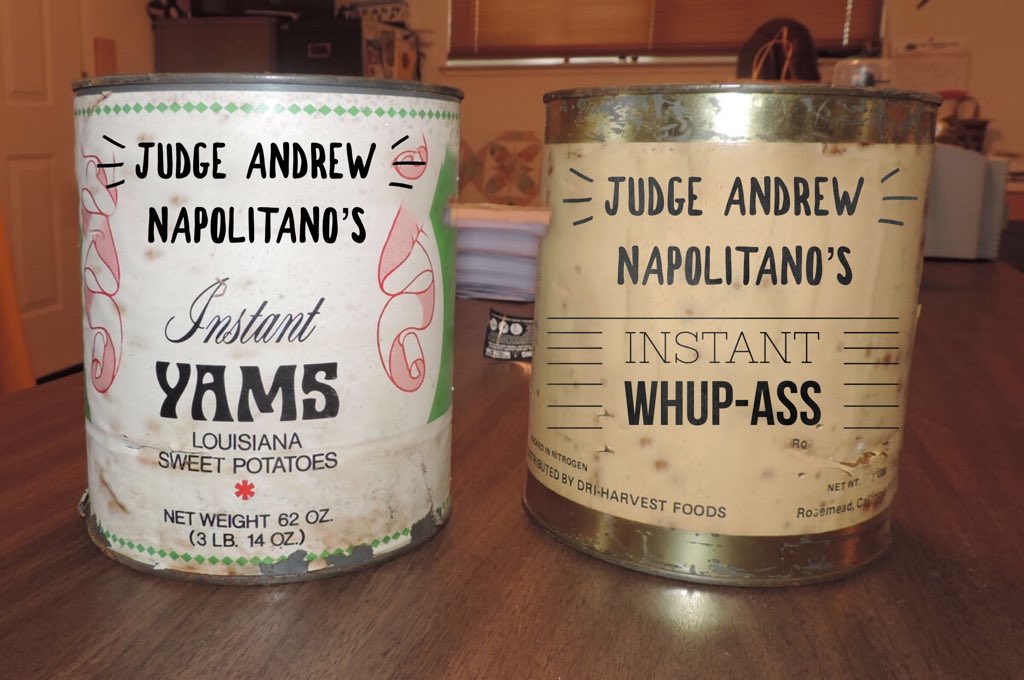 JUDGE ANDREW
NAPOLITANO'S
Instant
YAMS
LOUISIANA
SWEET POTATOES
*
NET WEIGHT 62 OZ.
(3 LB. 14 OZ.)
JUDGE ANDREW
NAPOLITANO'S
INSTANT
WHUP-ASS
IN NITROGEN
BY DRI-HARVEST FOODS
NET WT.
Rosemead,